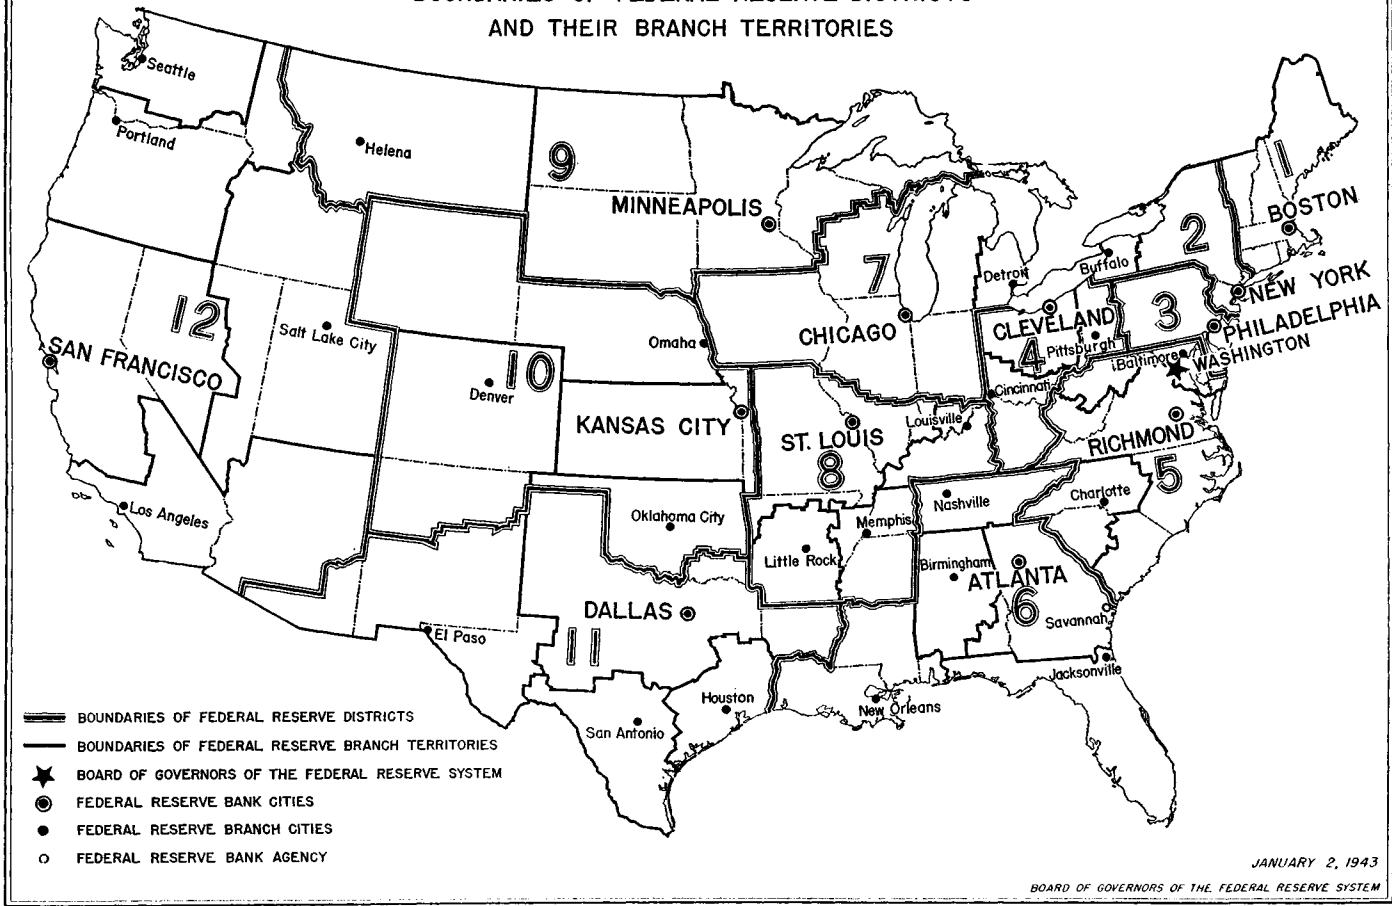 BOUNDARIES OF FEDERAL RESERVE DISTRICTS
AND THEIR BRANCH TERRITORIES
Seattle
Portland
Helena
9
MINNEAPOLIS
1
BOSTON
2
Buffalo
NEW YORK
7
Detroit
3
PHILADELPHIA
12
SAN FRANCISCO
Salt Lake City
Omaha
CHICAGO
CLEVELAND
4
Pittsburgh
Baltimore
WASHINGTON
10
Denver
Cincinnati
KANSAS CITY
ST. LOUIS
8
Louisville
RICHMOND
5
Los Angeles
Oklahoma City
Nashville
Charlotte
Memphis
Little Rock
Birmingham
ATLANTA
6
Savannah
DALLAS
11
El Paso
Jacksonville
Houston
New Orleans
San Antonio
BOUNDARIES OF FEDERAL RESERVE DISTRICTS
BOUNDARIES OF FEDERAL RESERVE BRANCH TERRITORIES
BOARD OF GOVERNORS OF THE FEDERAL RESERVE SYSTEM
FEDERAL RESERVE BANK CITIES
FEDERAL RESERVE BRANCH CITIES
FEDERAL RESERVE BANK AGENCY
JANUARY 2, 1943
BOARD OF GOVERNORS OF THE FEDERAL RESERVE SYSTEM